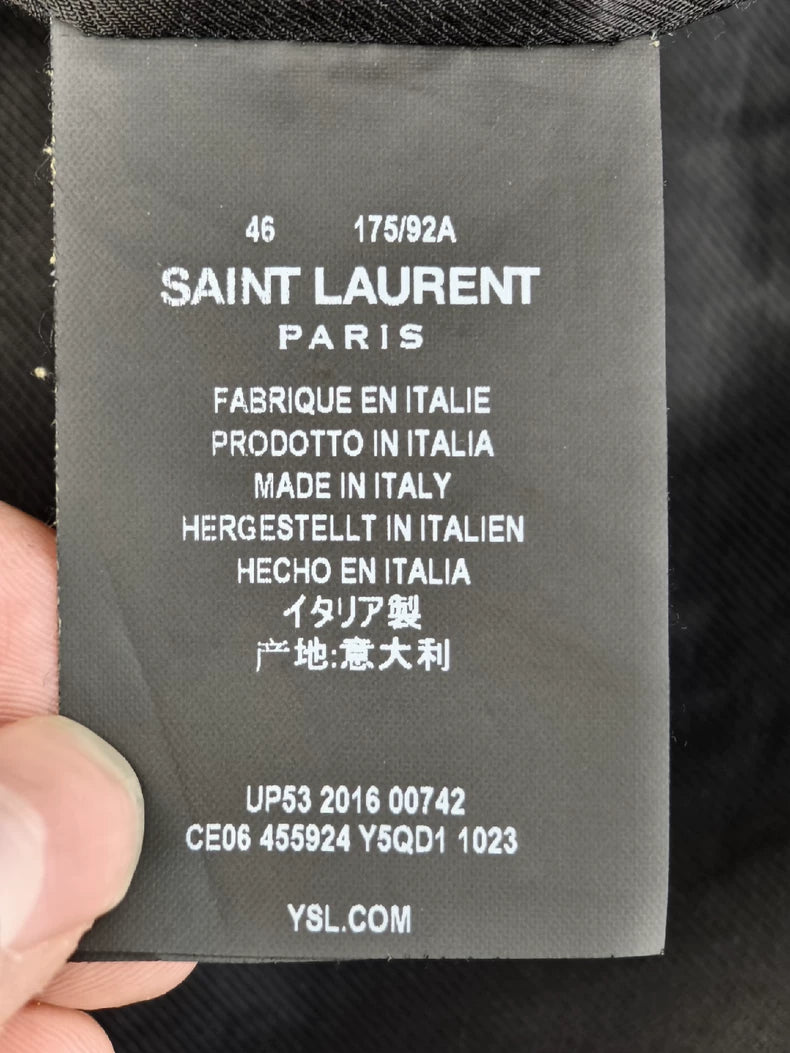 46 175/92A
SAINT LAURENT
PARIS
FABRIQUE EN ITALIE
PRODOTTO IN ITALIA
MADE IN ITALY
HERGESTELLT IN ITALIEN
HECHO EN ITALIA
イタリア製
产地:意大利
UP53 2016 00742
CE06 455924 Y5QD1 1023
YSL.COM